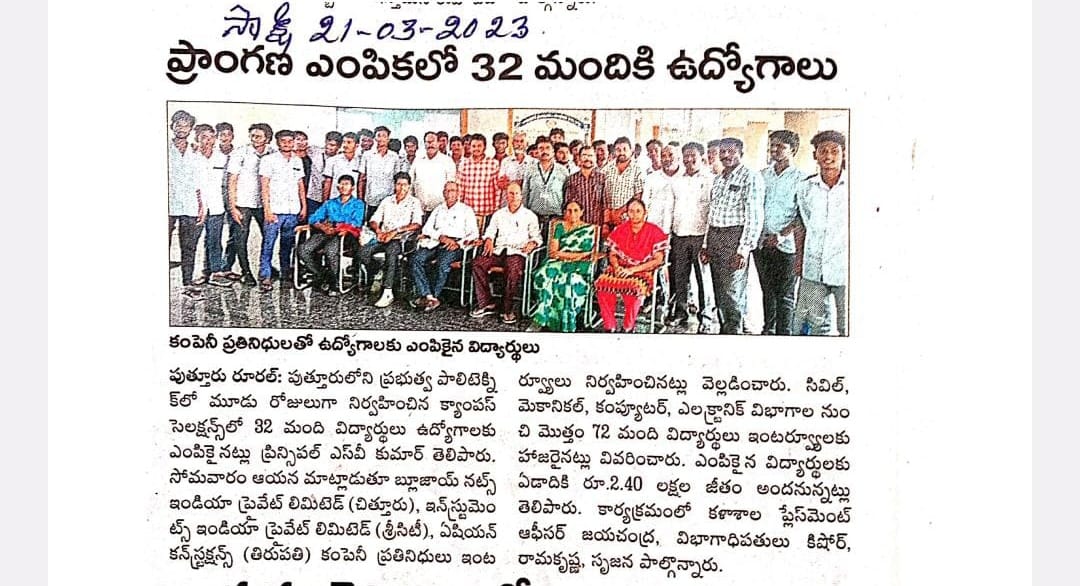 సాక్షి 21-03-2023.
ప్రాంగణ ఎంపికలో 32 మందికి ఉద్యోగాలు
కంపెనీ ప్రతినిధులతో ఉద్యోగాలకు ఎంపికైన విద్యార్థులు
పుత్తూరు రూరల్: పుత్తూరులోని ప్రభుత్వ పాలిటెక్ని
క్‌లో మూడు రోజులుగా నిర్వహించిన క్యాంపస్
సెలక్షన్స్‌లో 32 మంది విద్యార్థులు ఉద్యోగాలకు
ఎంపికైనట్లు ప్రిన్సిపల్ ఎస్‌వీ కుమార్ తెలిపారు.
సోమవారం ఆయన మాట్లాడుతూ బ్లూజాయ్ నట్స్
ఇండియా ప్రైవేట్ లిమిటెడ్ (చిత్తూరు), ఇన్‌స్ట్రుమెం
ట్స్ ఇండియా ప్రైవేట్ లిమిటెడ్ (శ్రీసిటీ), ఏషియన్
కన్‌స్ట్రక్షన్స్ (తిరుపతి) కంపెనీ ప్రతినిధులు ఇంట
ర్వ్యూలు నిర్వహించినట్లు వెల్లడించారు. సివిల్,
మెకానికల్, కంప్యూటర్, ఎలక్ట్రానిక్ విభాగాల నుం
చి మొత్తం 72 మంది విద్యార్థులు ఇంటర్వ్యూలకు
హాజరైనట్లు వివరించారు. ఎంపికైన విద్యార్థులకు
ఏడాదికి రూ.2.40 లక్షల జీతం అందనున్నట్లు
తెలిపారు. కార్యక్రమంలో కళాశాల ప్లేస్‌మెంట్
ఆఫీసర్ జయచంద్ర, విభాగాధిపతులు కిషోర్,
రామకృష్ణ, సృజన పాల్గొన్నారు.